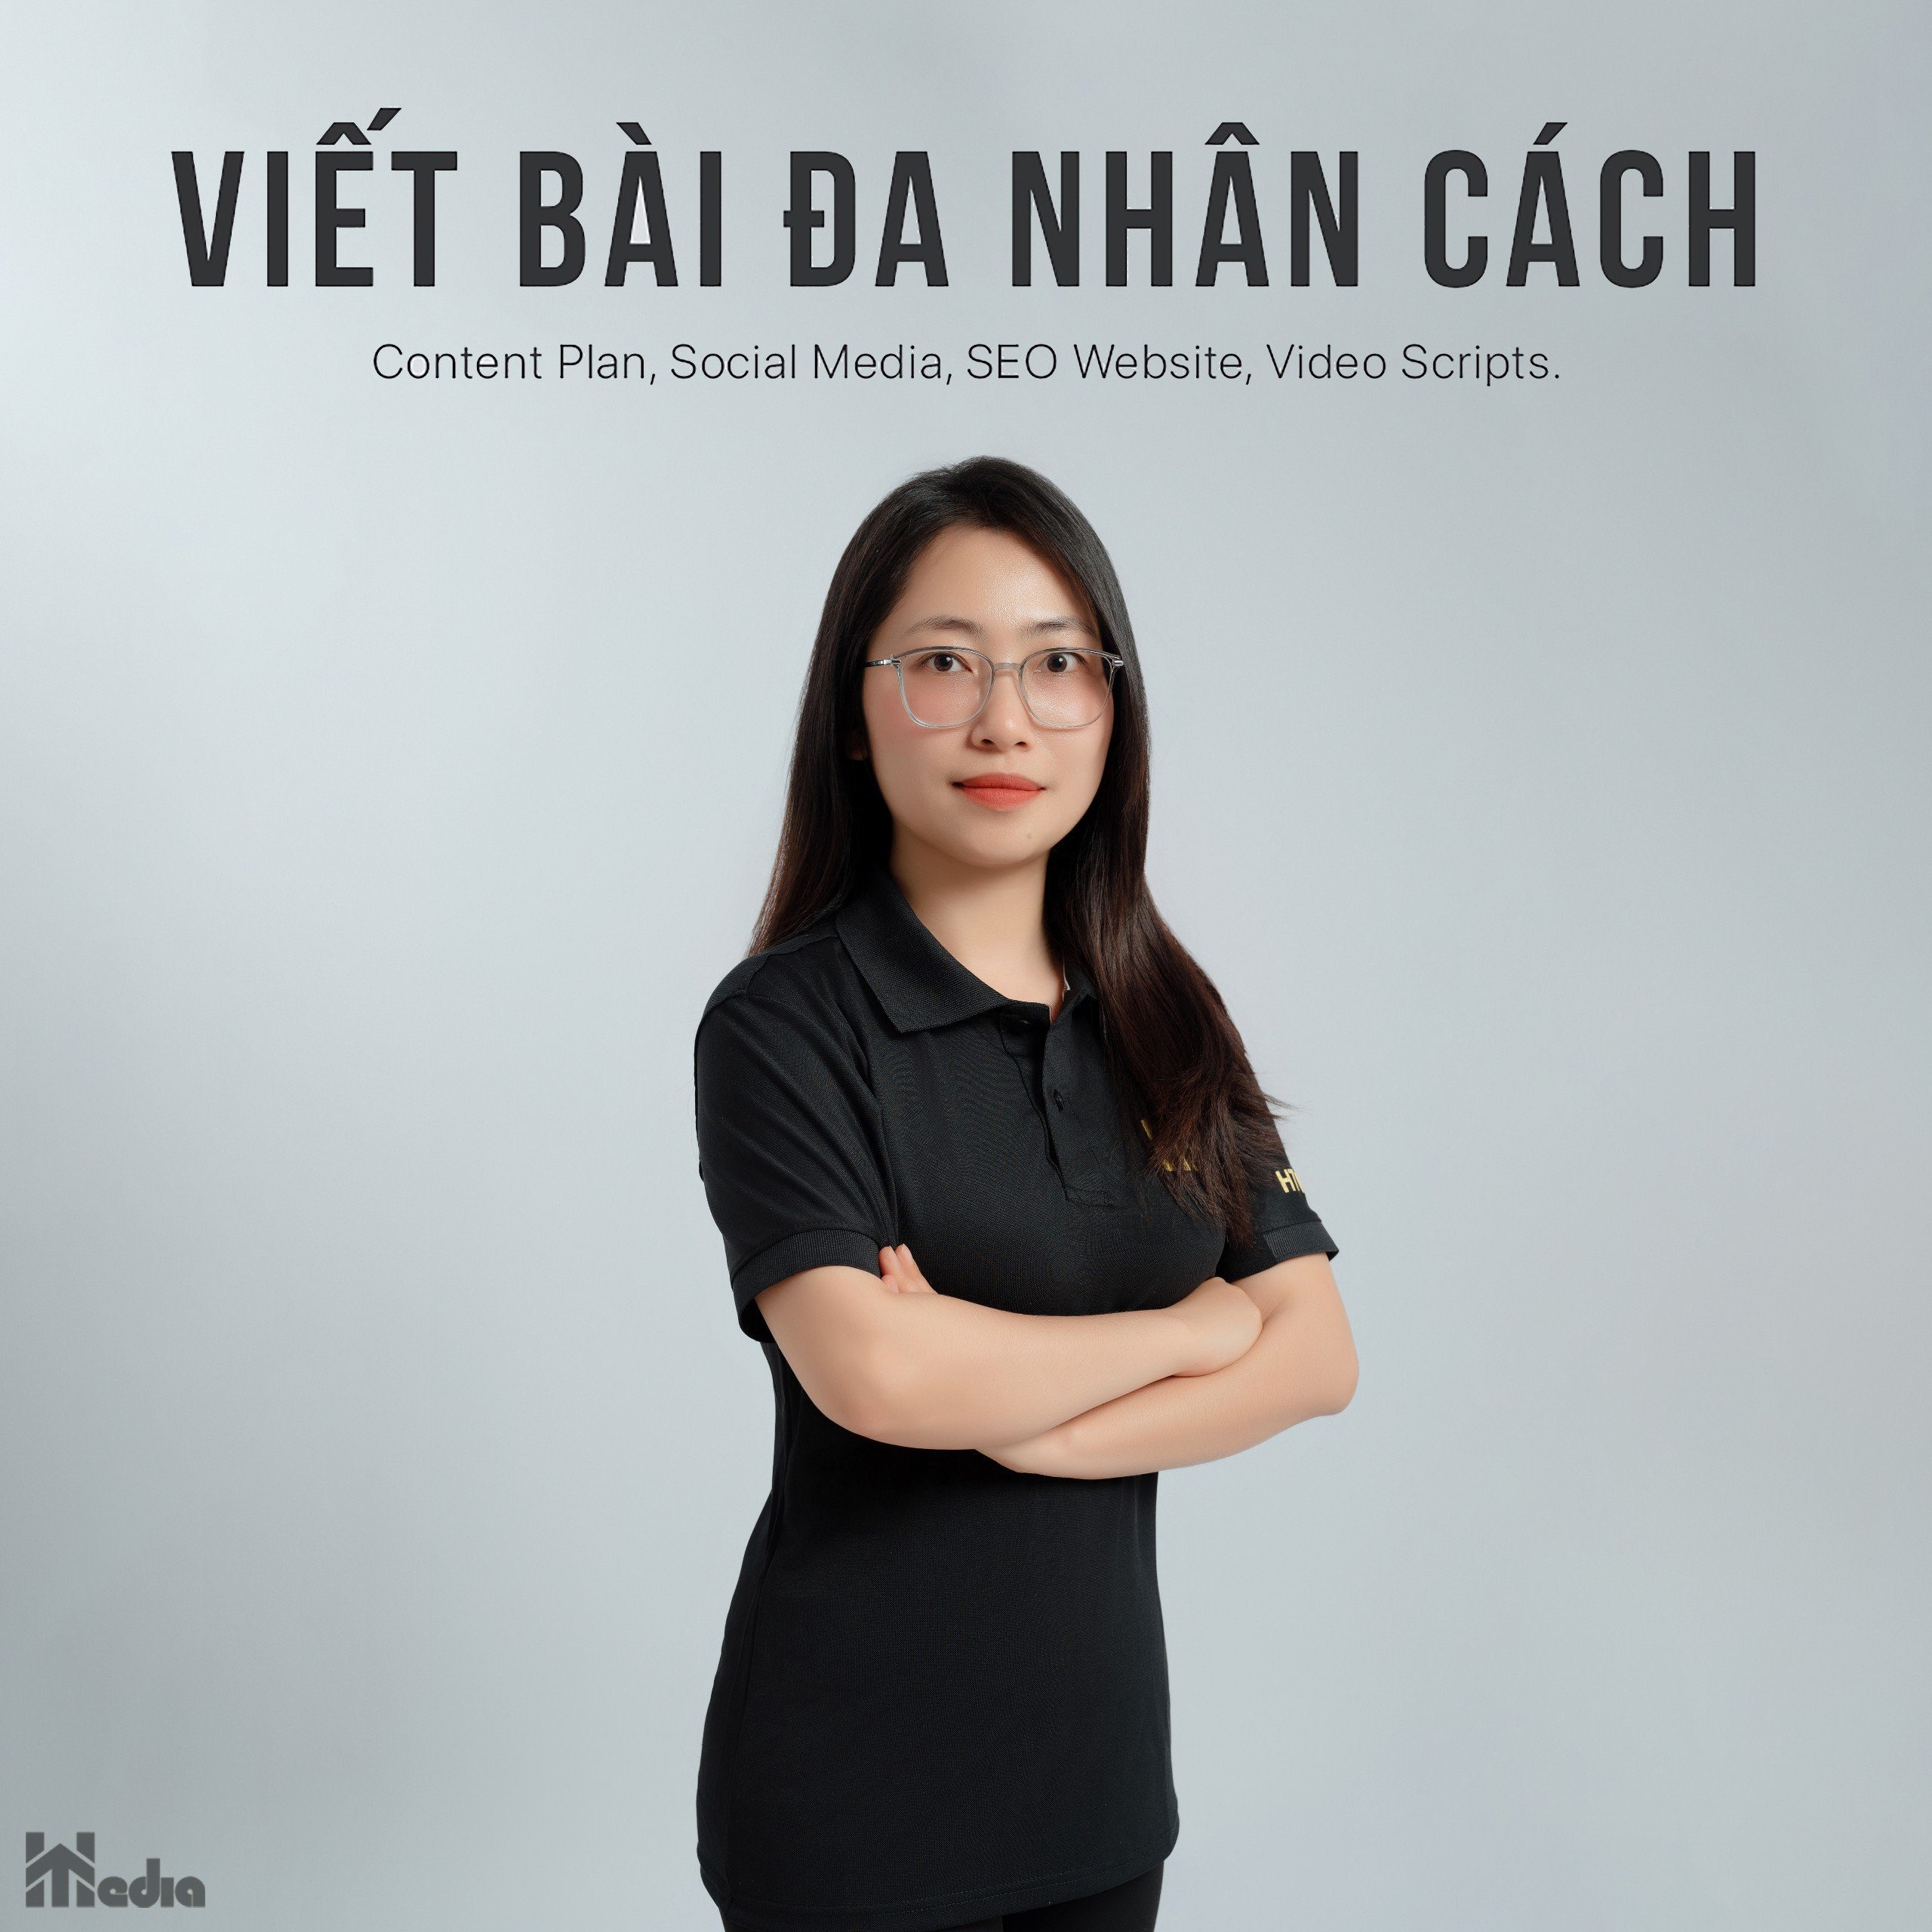 VIẾT BÀI ĐA NHÂN CÁCH
Content Plan, Social Media, SEO Website, Video Scripts.
Media